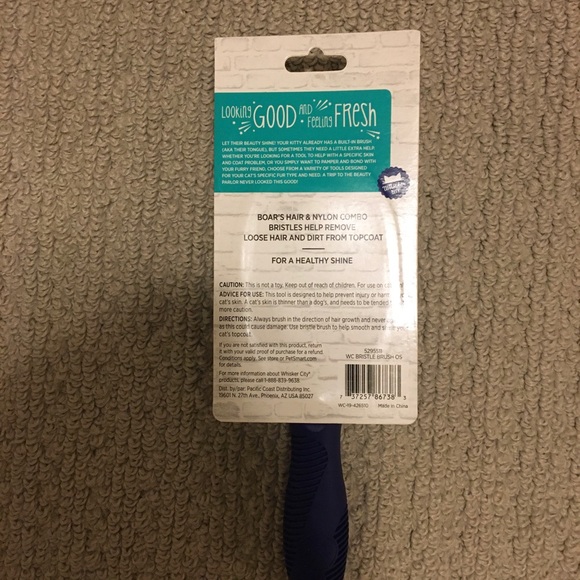 LOOKING GOOD AND FEELING FRESH
LET THEIR BEAUTY SHINE! YOUR KITTY ALREADY HAS A BUILT-IN BRUSH
(AKA THEIR TONGUE), BUT SOMETIMES THEY NEED A LITTLE EXTRA HELP.
WHETHER YOU'RE LOOKING FOR A TOOL TO HELP WITH A SPECIFIC SKIN
AND COAT PROBLEM, OR YOU SIMPLY WANT TO PAMPER AND BOND WITH
YOUR FURRY FRIEND, CHOOSE FROM A VARIETY OF TOOLS DESIGNED
FOR YOUR CAT'S SPECIFIC FUR TYPE AND NEED. A TRIP TO THE BEAUTY
PARLOR NEVER LOOKED THIS GOOD!
BOAR'S HAIR & NYLON COMBO
BRISTLES HELP REMOVE
LOOSE HAIR AND DIRT FROM TOPCOAT
FOR A HEALTHY SHINE
CAUTION: This is not a toy. Keep out of reach of children. For use on
ADVICE FOR USE: This tool is designed to help prevent injury or harm
cat's skin. A cat's skin is thinner than a dog's, and needs to be tended
more caution.
DIRECTIONS: Always brush in the direction of hair growth and never
as this could cause damage. Use bristle brush to help smooth and
cat's topcoat.
If you are not satisfied with this product, return
it with your valid proof of purchase for a refund.
Conditions apply. See store or PetSmart.com
for details.
For more information about Whisker City®
products, please call 1-888-839-9638
Dist. by/par: Pacific Coast Distributing Inc.
19601 N. 27th Ave., Phoenix, AZ USA 85027
5295518
WC BRISTLE BRUSH OS
7 37257 86738 3
WC-19-428010 Made in China